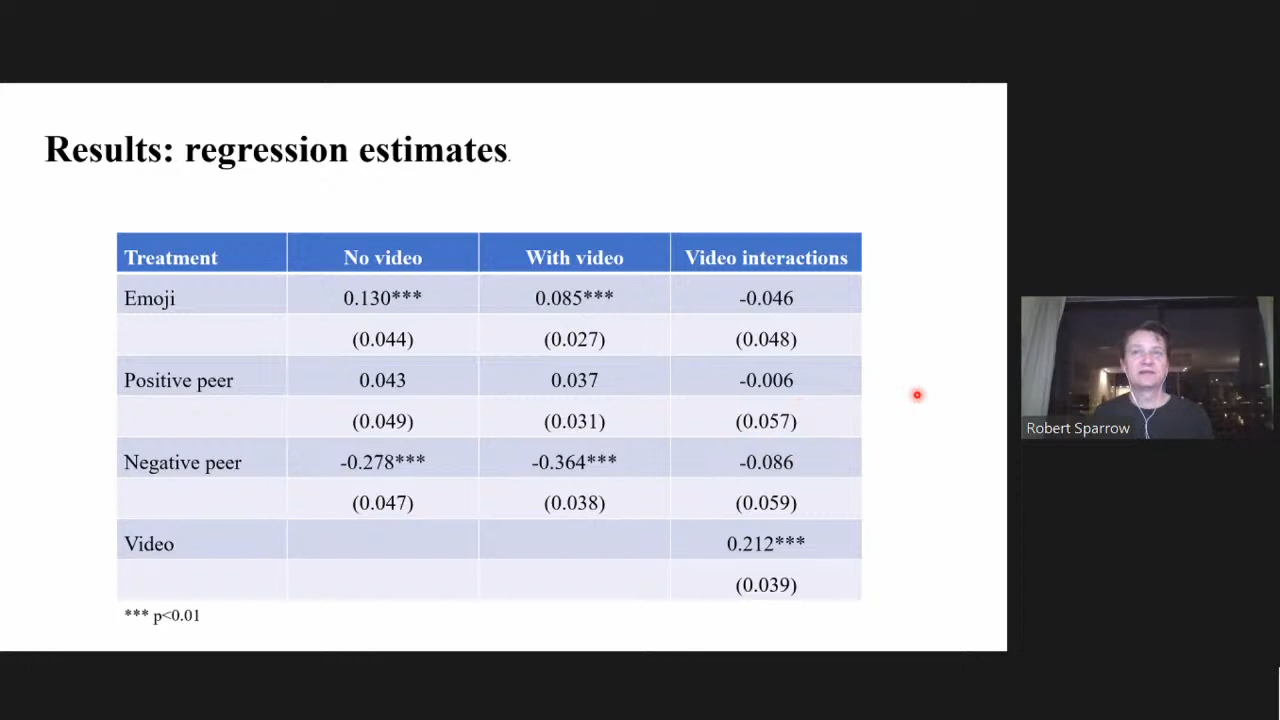 Results: regression estimates.
Treatment No video With video Video interactions
Emoji 0.130*** 0.085*** -0.046
(0.044) (0.027) (0.048)
Positive peer 0.043 0.037 -0.006
(0.049) (0.031) (0.057)
Negative peer -0.278*** -0.364*** -0.086
(0.047) (0.038) (0.059)
Video 0.212***
(0.039)
*** p<0.01
Robert Sparrow